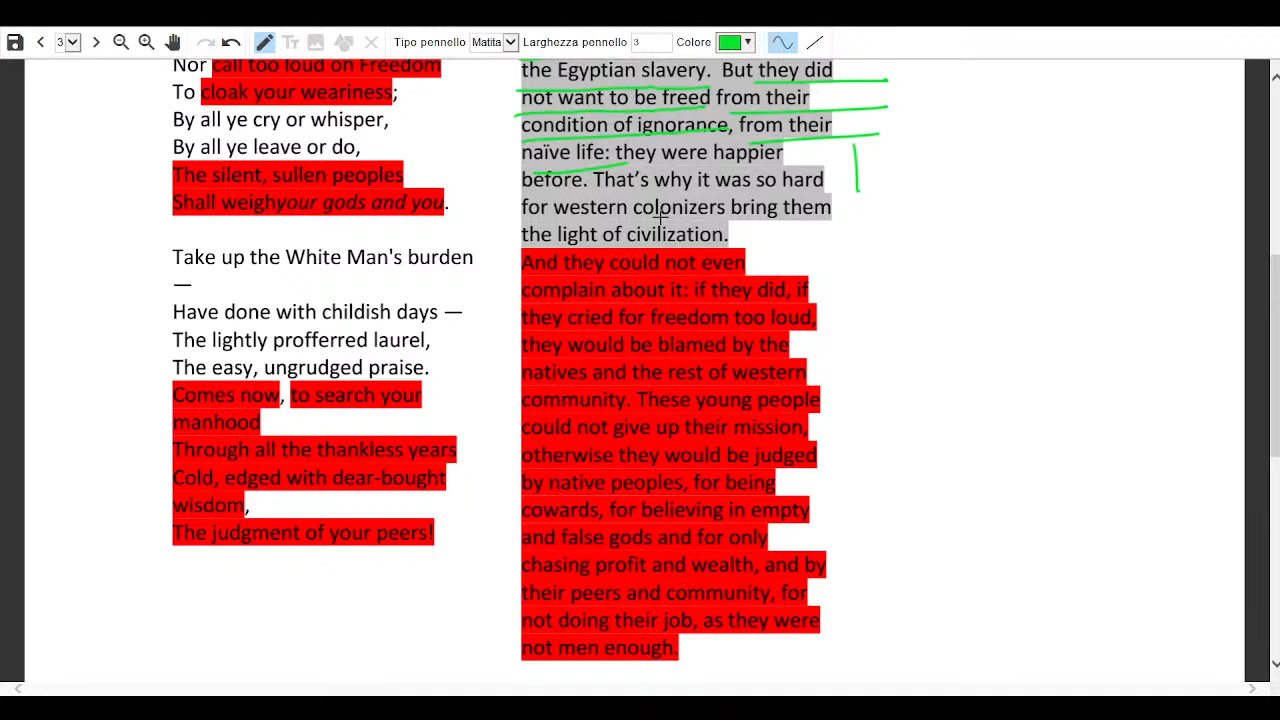 3
Tipo pennello
Matita
Larghezza pennello
3
Colore
Nor call too loud on Freedom
To cloak your weariness;
By all ye cry or whisper,
By all ye leave or do,
The silent, sullen peoples
Shall weighyour gods and you.
Take up the White Man's burden
—
Have done with childish days —
The lightly profferred laurel,
The easy, ungrudged praise.
Comes now, to search your
manhood
Through all the thankless years
Cold, edged with dear-bought
wisdom,
The judgment of your peers!
the Egyptian slavery. But they did
not want to be freed from their
condition of ignorance, from their
naïve life: they were happier
before. That's why it was so hard
for western colonizers bring them
the light of civilization.
And they could not even
complain about it: if they did, if
they cried for freedom too loud,
they would be blamed by the
natives and the rest of western
community. These young people
could not give up their mission,
otherwise they would be judged
by native peoples, for being
cowards, for believing in empty
and false gods and for only
chasing profit and wealth, and by
their peers and community, for
not doing their job, as they were
not men enough.